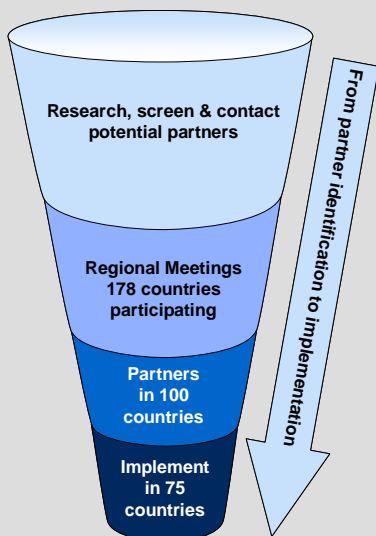 Research, screen & contact
potential partners
Regional Meetings
178 countries
participating
Partners
in 100
countries
Implement
in 75
countries
From partner identification to implementation